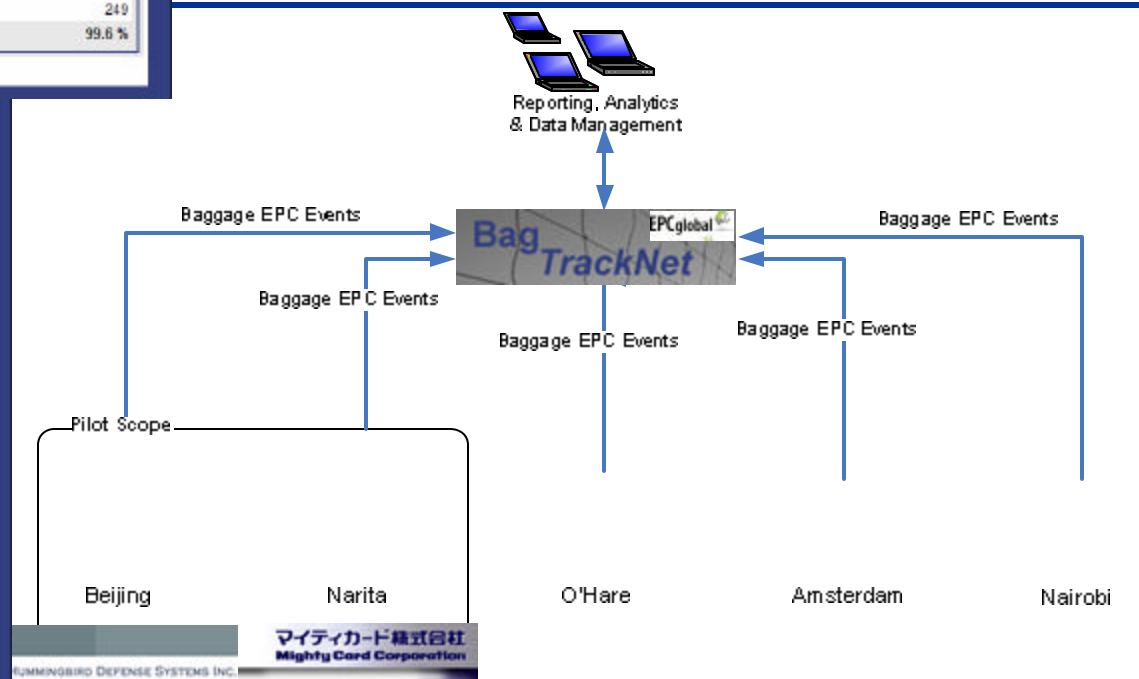 249
99.6 %
Reporting, Analytics
& Data Management
Baggage EPC Events
Baggage EPC Events
Bag
TrackNet
EPCglobal
Baggage EPC Events
Baggage EPC Events
Baggage EPC Events
Pilot Scope
Beijing
Narita
O'Hare
Amsterdam
Nairobi
マイティカード株式会社
Mighty Card Corporation
HUMMINGBIRD DEFENSE SYSTEMS INC.